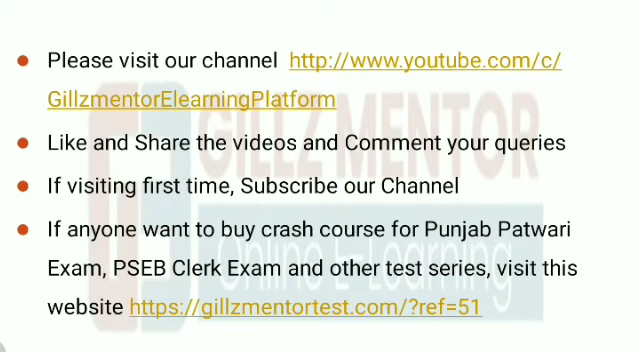 Please visit our channel http://www.youtube.com/c/
GillzmentorElearningPlatform
Like and Share the videos and Comment your queries
If visiting first time, Subscribe our Channel
If anyone want to buy crash course for Punjab Patwari
Exam, PSEB Clerk Exam and other test series, visit this
website https://gillzmentortest.com/?ref=51
GILLZ MENTOR
Online E-Learning